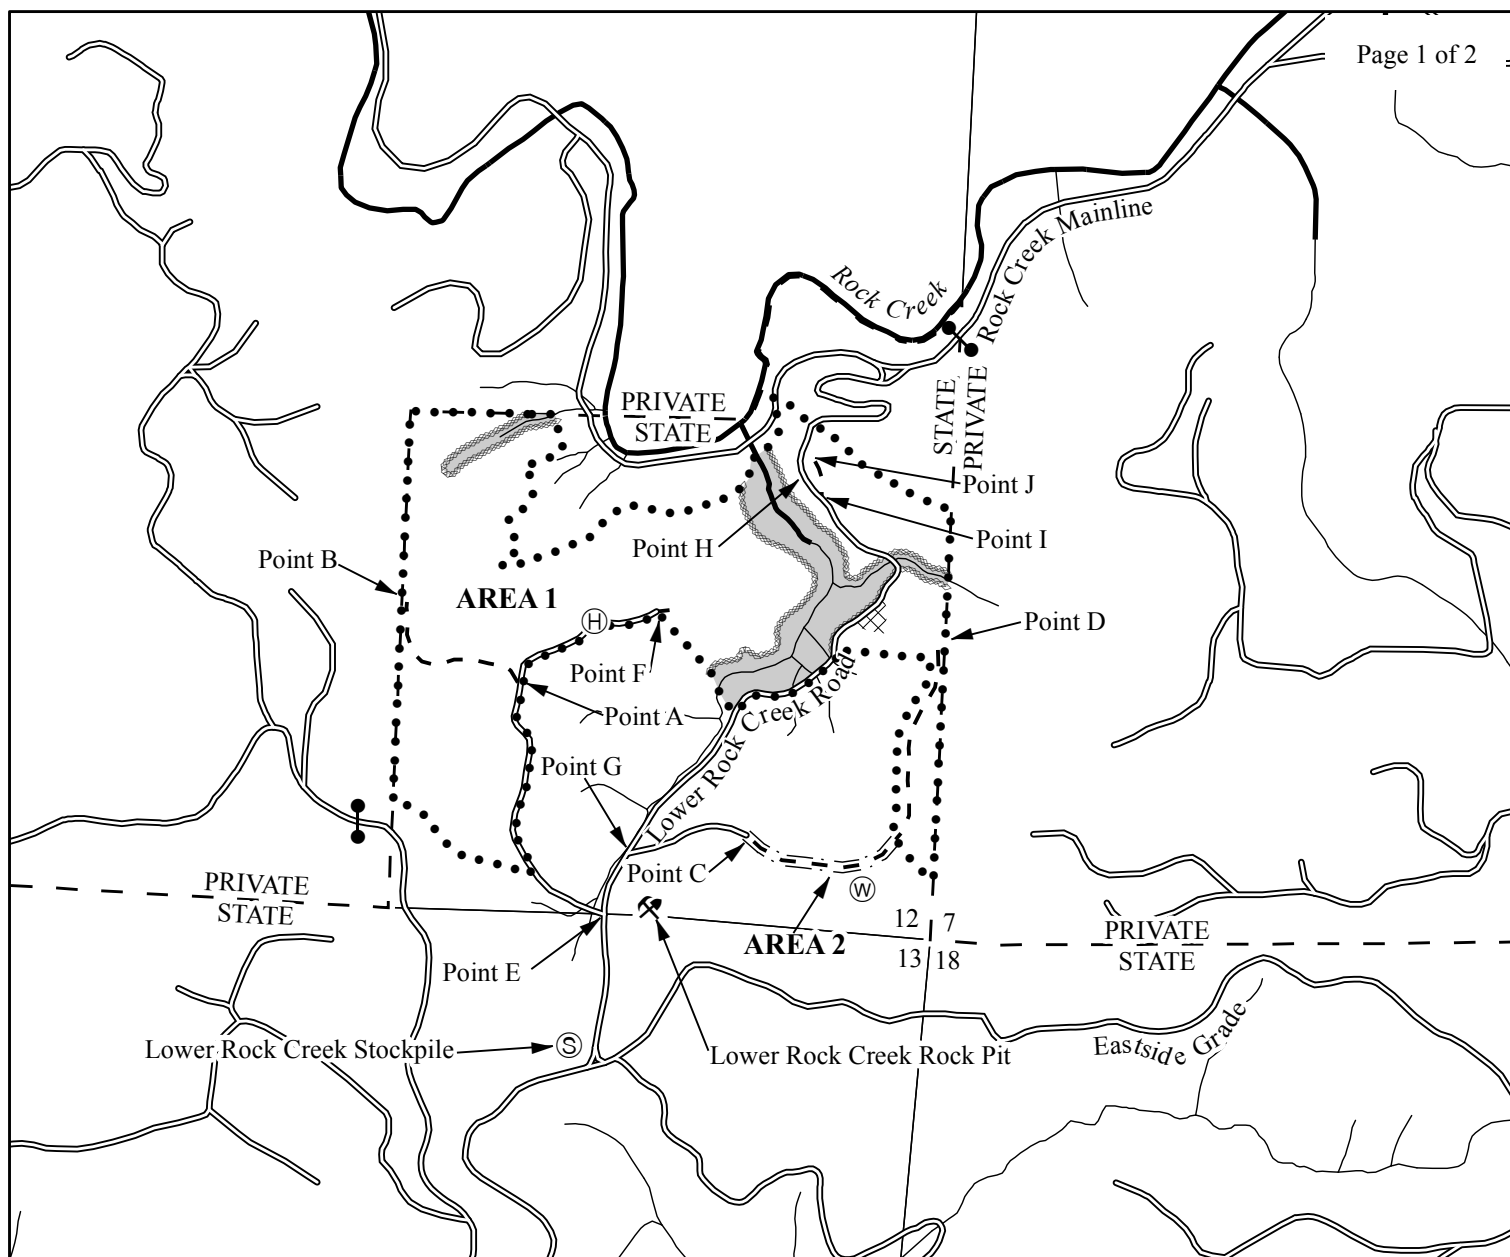 Page 1 of 2
Rock Creek Mainline
Rock Creek
PRIVATE
STATE
STATE
PRIVATE
Point J
Point H
Point I
Point B
AREA 1
H
Point D
Point F
Point A
Lower Rock Creek Road
Point G
Point C
W
PRIVATE
STATE
12 7
13 18
AREA 2
PRIVATE
STATE
Point E
Lower Rock Creek Stockpile
S
Lower Rock Creek Rock Pit
Eastside Grade